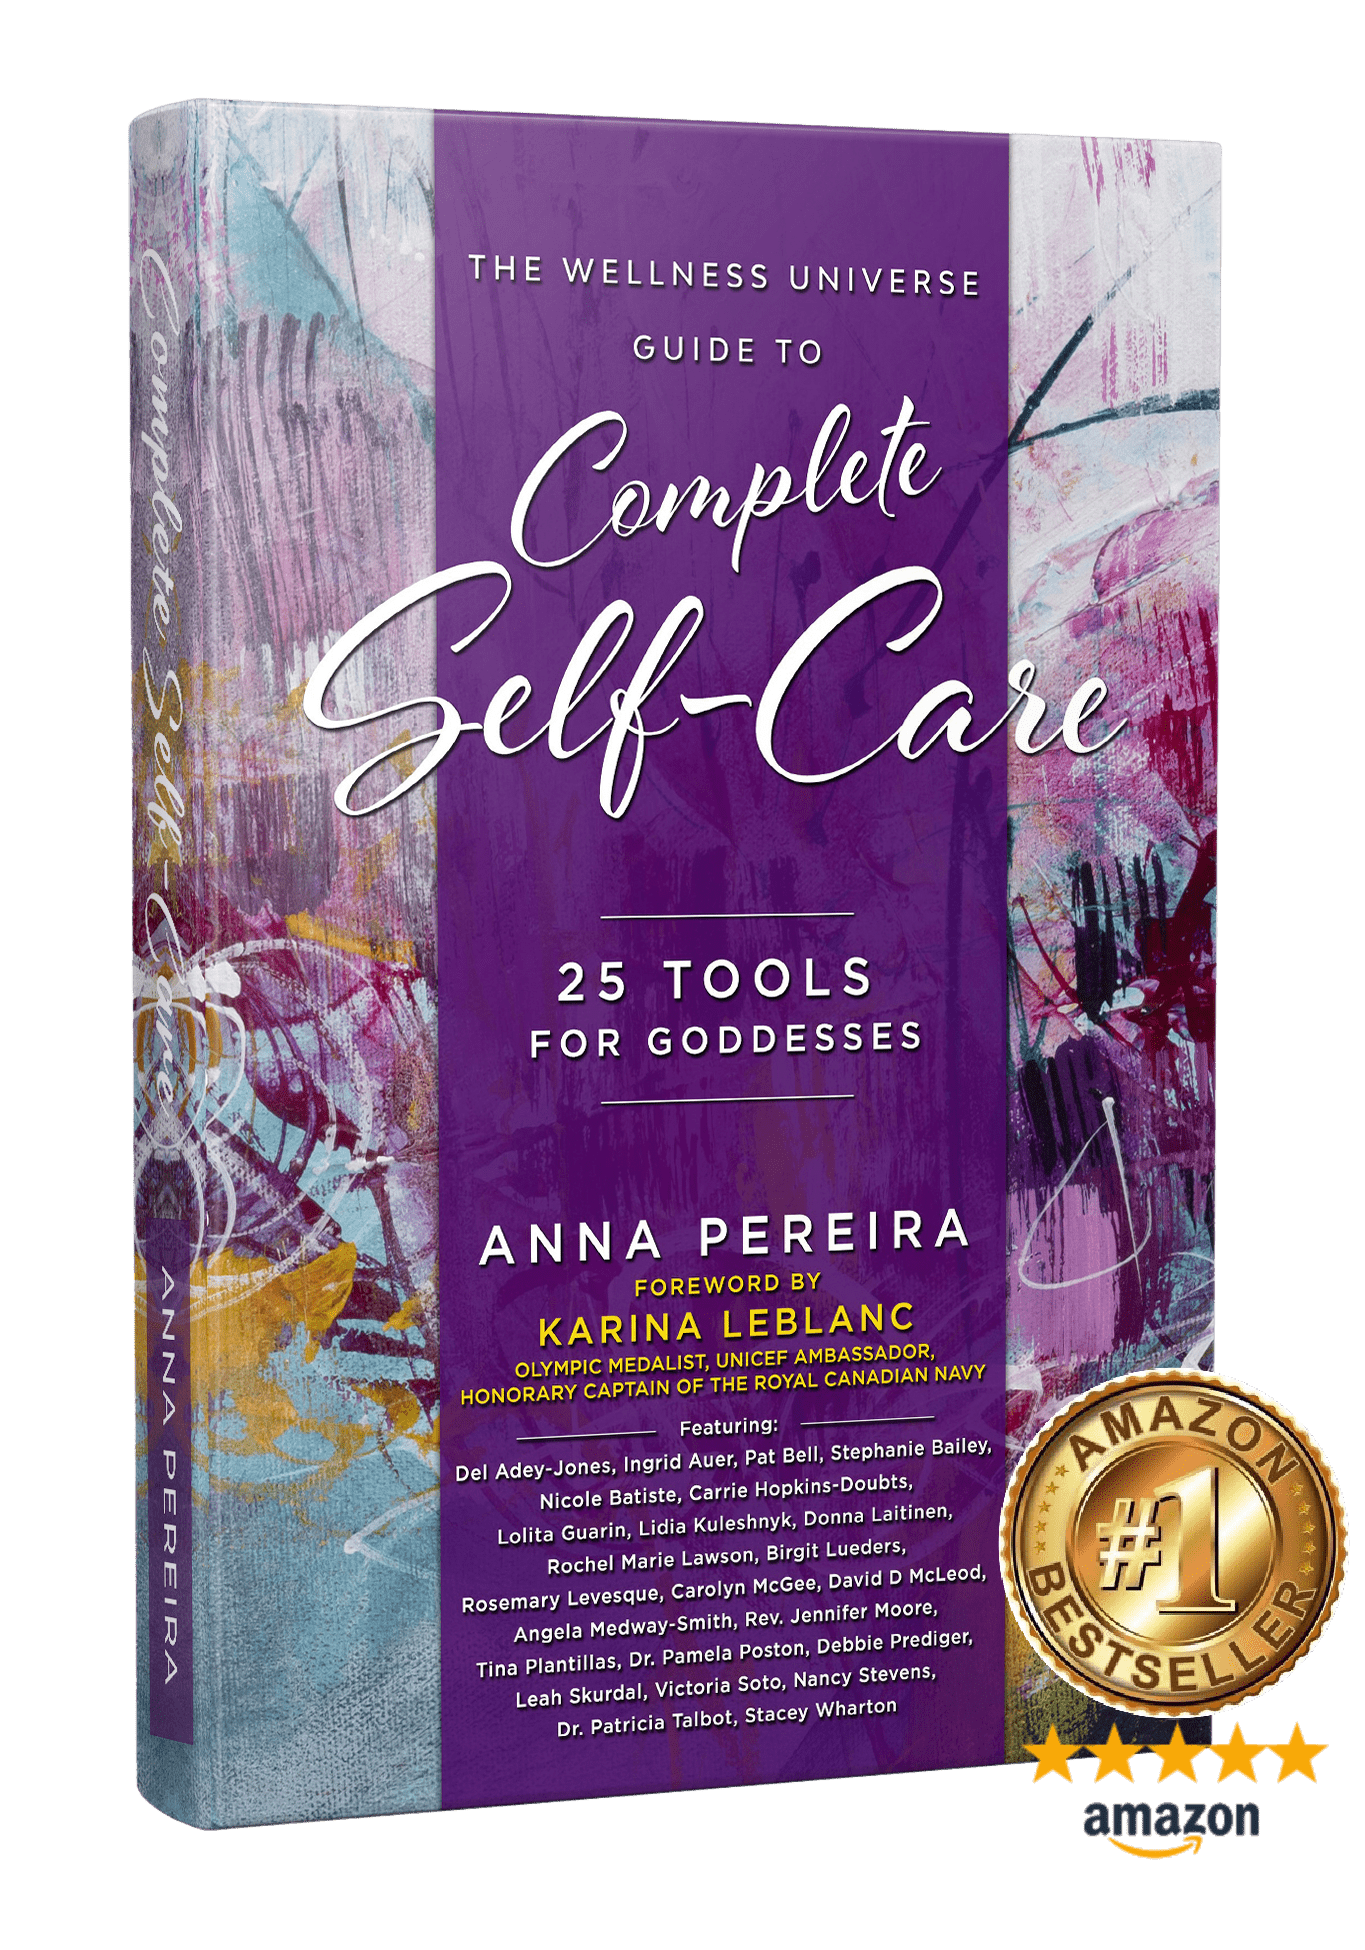 Complete Self-Care
ANNA PEREIRA
THE WELLNESS UNIVERSE
GUIDE TO
Complete
Self-Care
25 TOOLS
FOR GODDESSES
ANNA PEREIRA
FOREWORD BY
KARINA LEBLANC
OLYMPIC MEDALIST, UNICEF AMBASSADOR,
HONORARY CAPTAIN OF THE ROYAL CANADIAN NAVY
Featuring:
Del Adey-Jones, Ingrid Auer, Pat Bell, Stephanie Bailey,
Nicole Batiste, Carrie Hopkins-Doubts,
Lolita Guarin, Lidia Kuleshnyk, Donna Laitinen,
Rochel Marie Lawson, Birgit Lueders,
Rosemary Levesque, Carolyn McGee, David D McLeod,
Angela Medway-Smith, Rev. Jennifer Moore,
Tina Plantillas, Dr. Pamela Poston, Debbie Prediger,
Leah Skurdal, Victoria Soto, Nancy Stevens,
Dr. Patricia Talbot, Stacey Wharton
AMAZON
#1
BESTSELLER
amazon